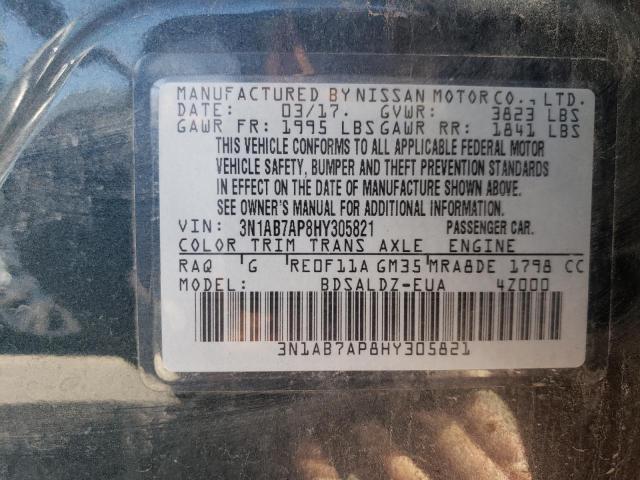 MANUFACTURED BY NISSAN MOTOR CO., LTD.
DATE: 03/17. GVWR: 3823 LBS
GAWR FR: 1995 LBS GAWR RR: 1841 LBS
THIS VEHICLE CONFORMS TO ALL APPLICABLE FEDERAL MOTOR
VEHICLE SAFETY, BUMPER AND THEFT PREVENTION STANDARDS
IN EFFECT ON THE DATE OF MANUFACTURE SHOWN ABOVE.
SEE OWNER'S MANUAL FOR ADDITIONAL INFORMATION.
VIN: 3N1AB7AP8HY305821 PASSENGER CAR.
COLOR TRIM TRANS AXLE ENGINE
RAQ G RE0F11A GM35 MRA8DE 1798 CC
MODEL: BDSALDZ-EUA 4Z000
3N1AB7AP8HY305821